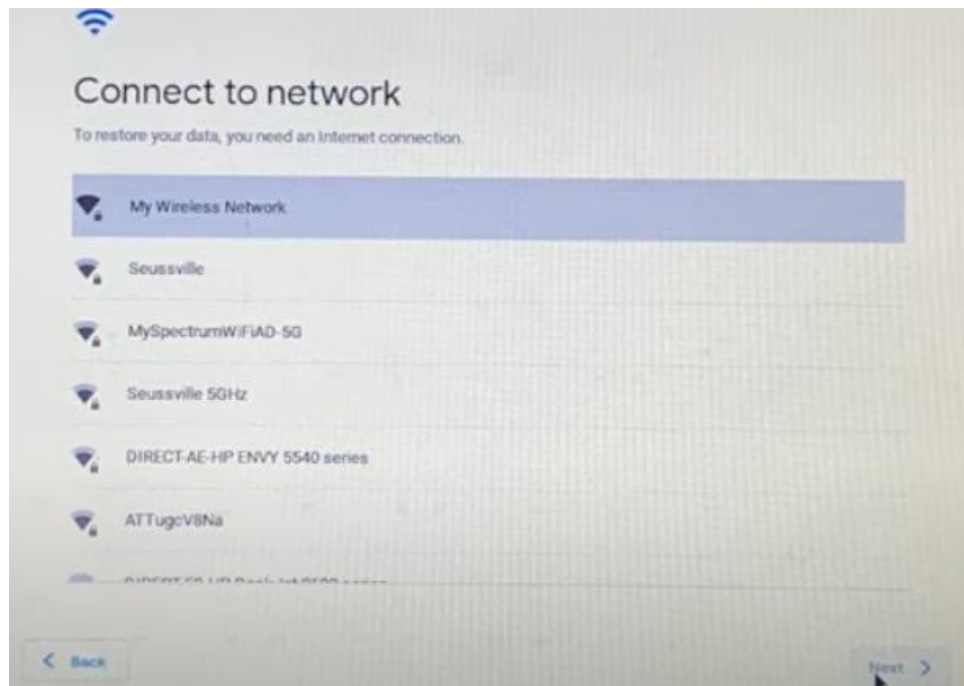 Connect to network
To restore your data, you need an Internet connection.
My Wireless Network
Seussville
MySpectrumWiFiAD-5G
Seussville 5GHz
DIRECT-AE-HP ENVY 5540 series
ATTugcV8Na
Back
Next